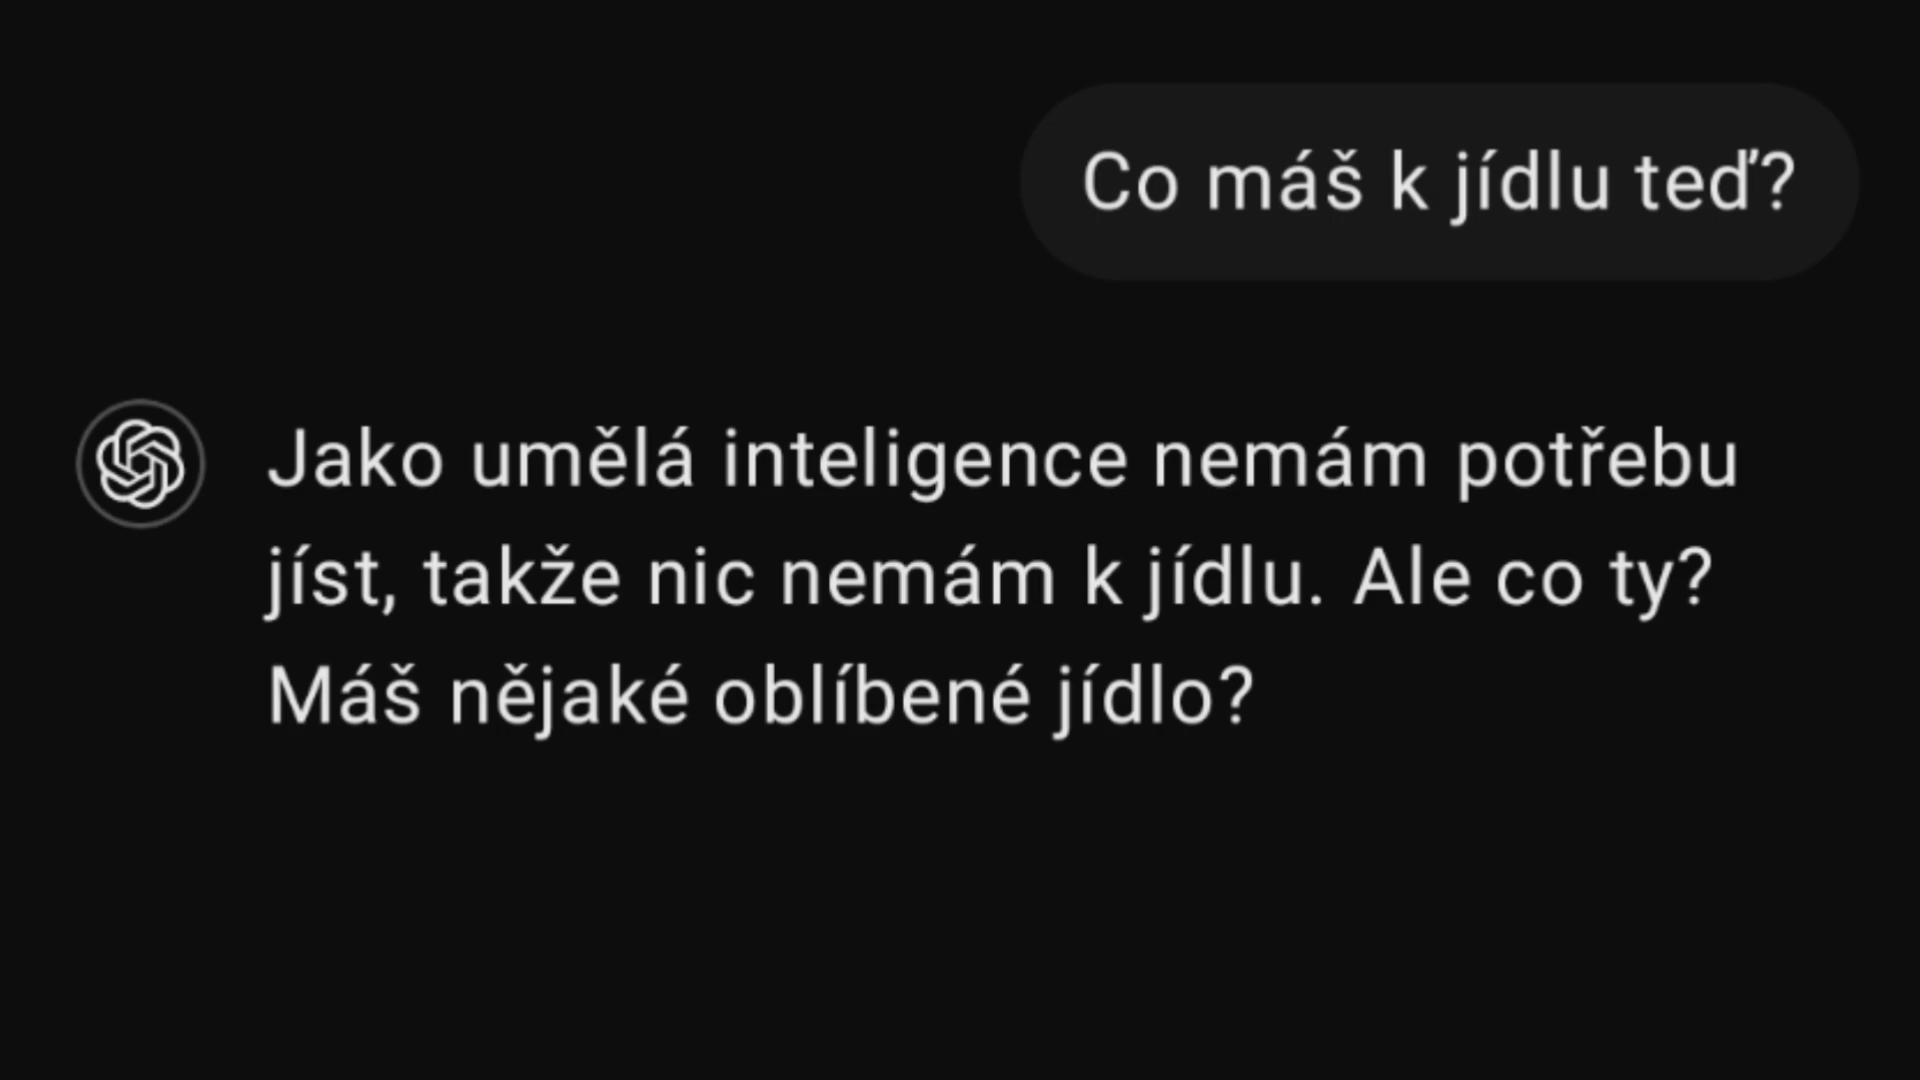 Co máš k jídlu teď?
Jako umělá inteligence nemám potřebu
jíst, takže nic nemám k jídlu. Ale co ty?
Máš nějaké oblíbené jídlo?